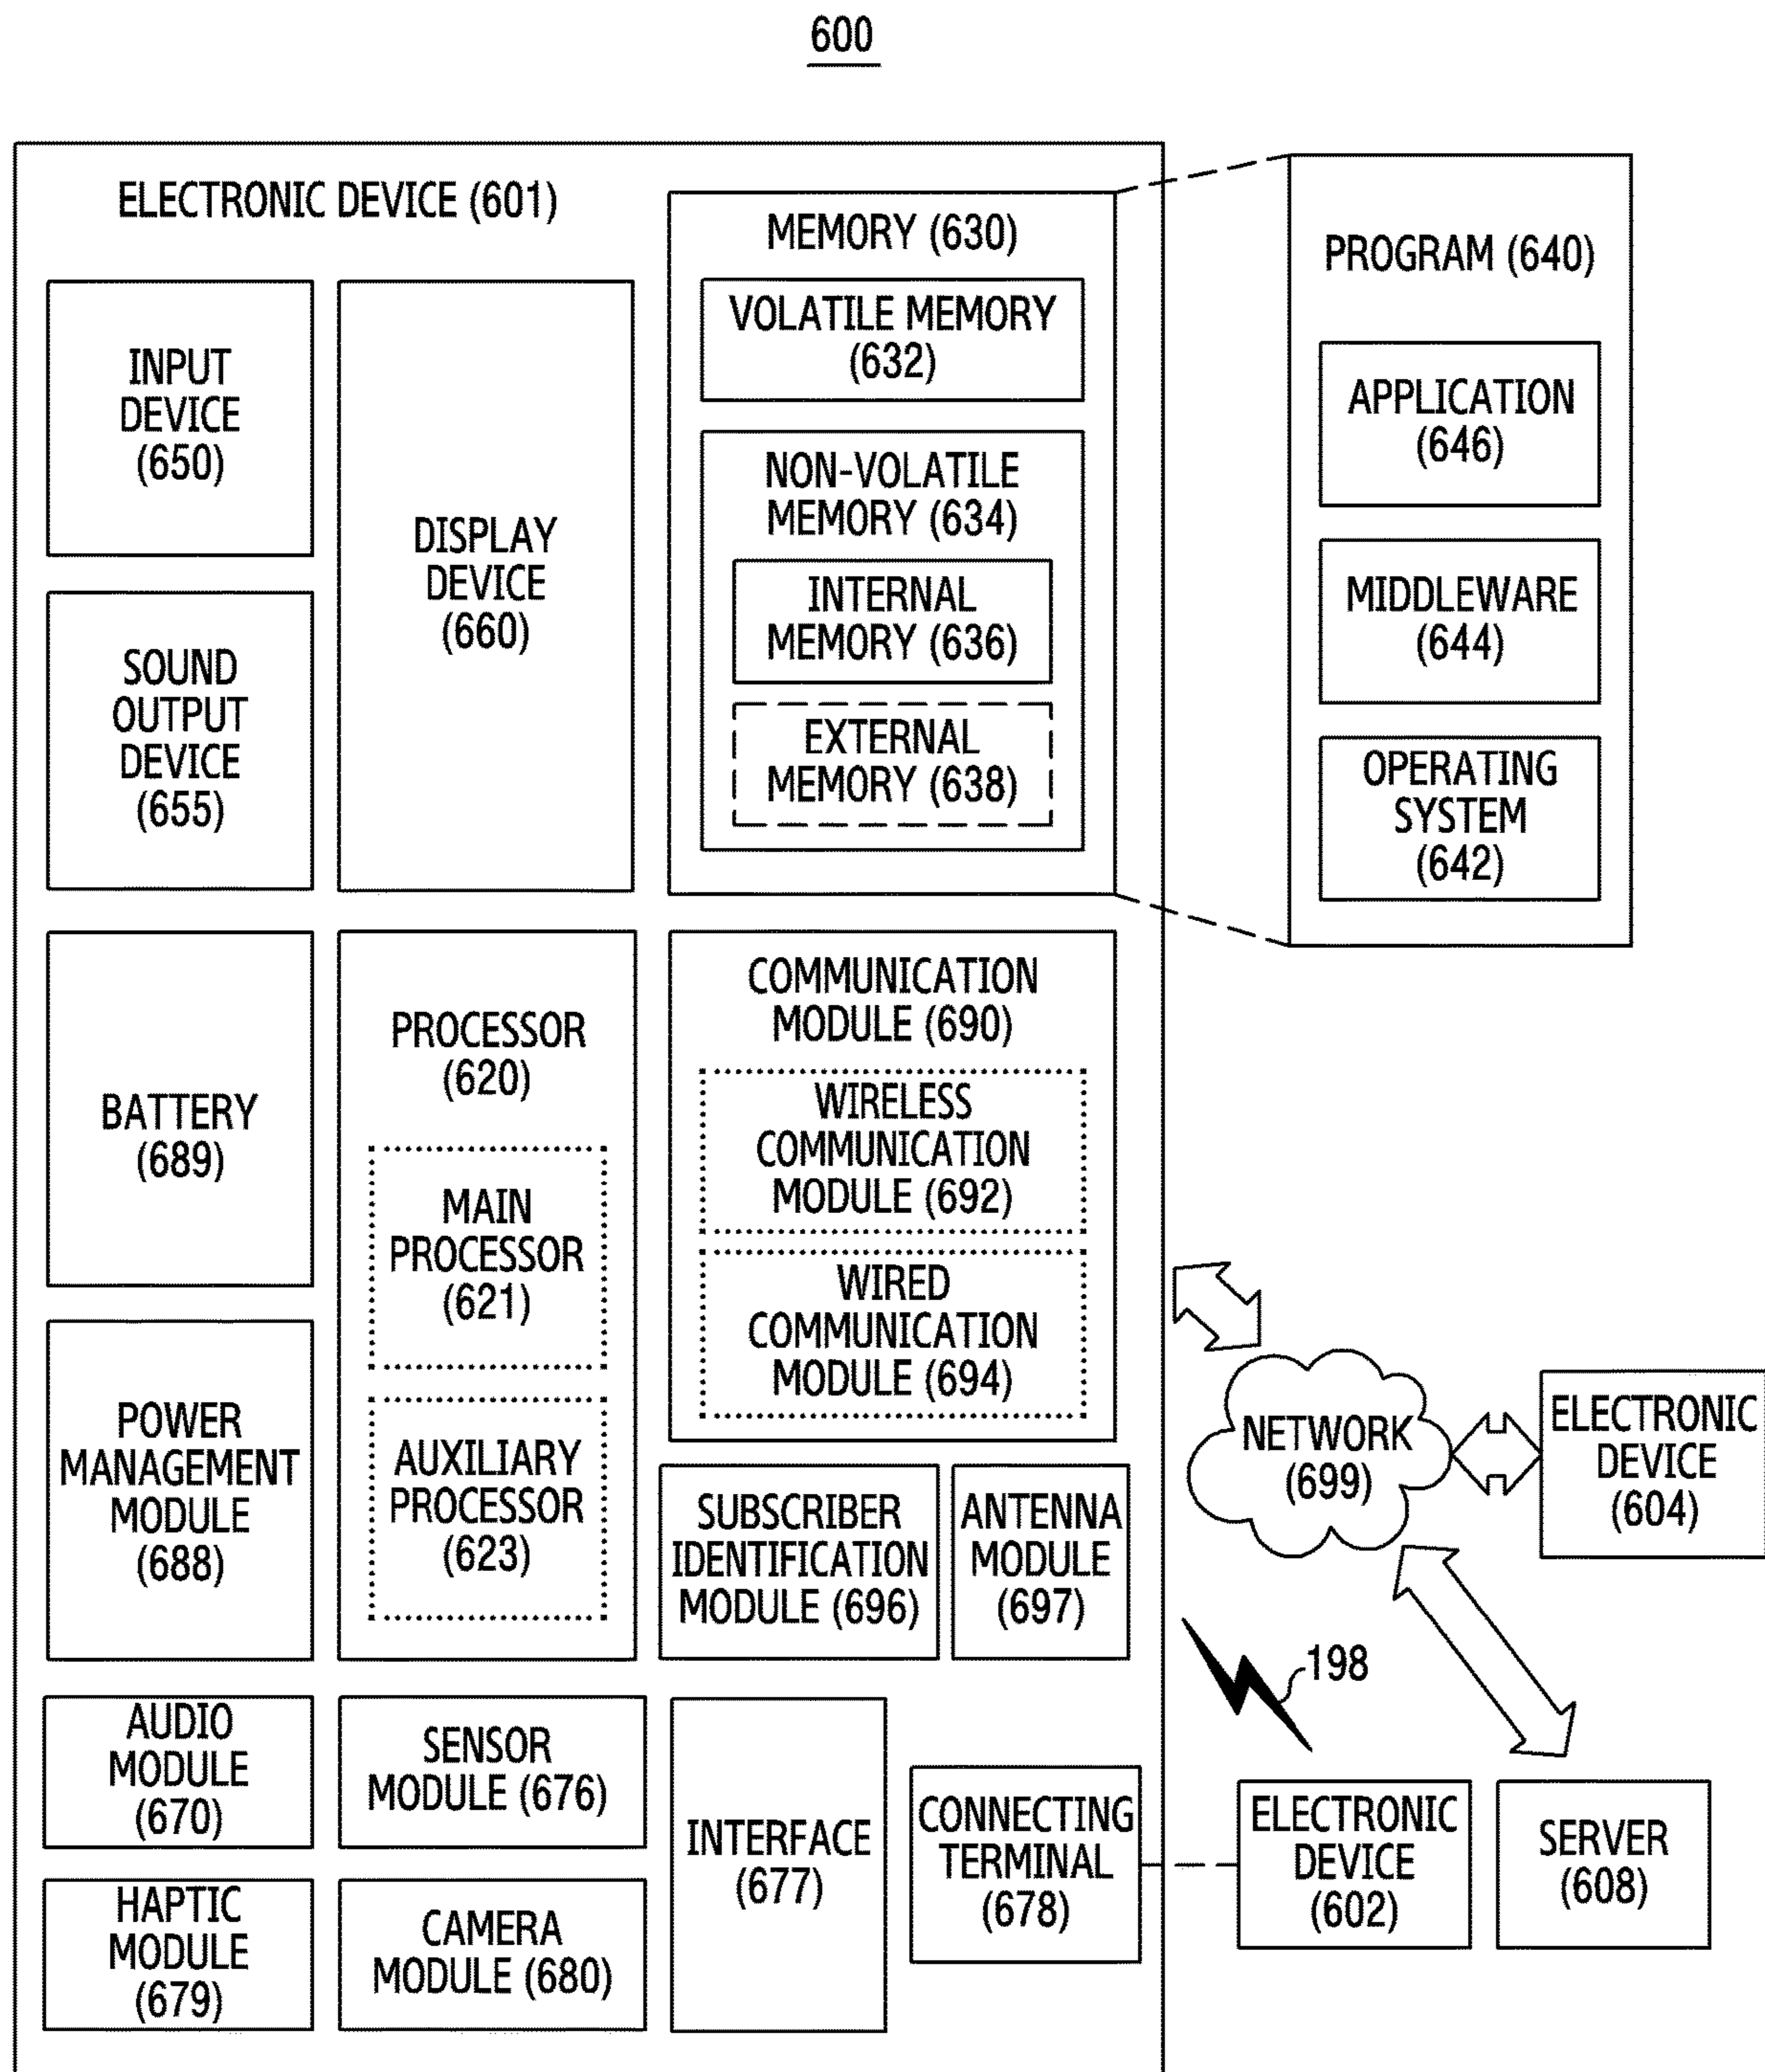 600
ELECTRONIC DEVICE (601)
INPUT
DEVICE
(650)
SOUND
OUTPUT
DEVICE
(655)
DISPLAY
DEVICE
(660)
MEMORY (630)
VOLATILE MEMORY
(632)
NON-VOLATILE
MEMORY (634)
INTERNAL
MEMORY (636)
EXTERNAL
MEMORY (638)
PROGRAM (640)
APPLICATION
(646)
MIDDLEWARE
(644)
OPERATING
SYSTEM
(642)
BATTERY
(689)
POWER
MANAGEMENT
MODULE
(688)
PROCESSOR
(620)
MAIN
PROCESSOR
(621)
AUXILIARY
PROCESSOR
(623)
COMMUNICATION
MODULE (690)
WIRELESS
COMMUNICATION
MODULE (692)
WIRED
COMMUNICATION
MODULE (694)
SUBSCRIBER
IDENTIFICATION
MODULE (696)
ANTENNA
MODULE
(697)
NETWORK
(699)
ELECTRONIC
DEVICE
(604)
198
AUDIO
MODULE
(670)
SENSOR
MODULE (676)
HAPTIC
MODULE
(679)
CAMERA
MODULE (680)
INTERFACE
(677)
CONNECTING
TERMINAL
(678)
ELECTRONIC
DEVICE
(602)
SERVER
(608)